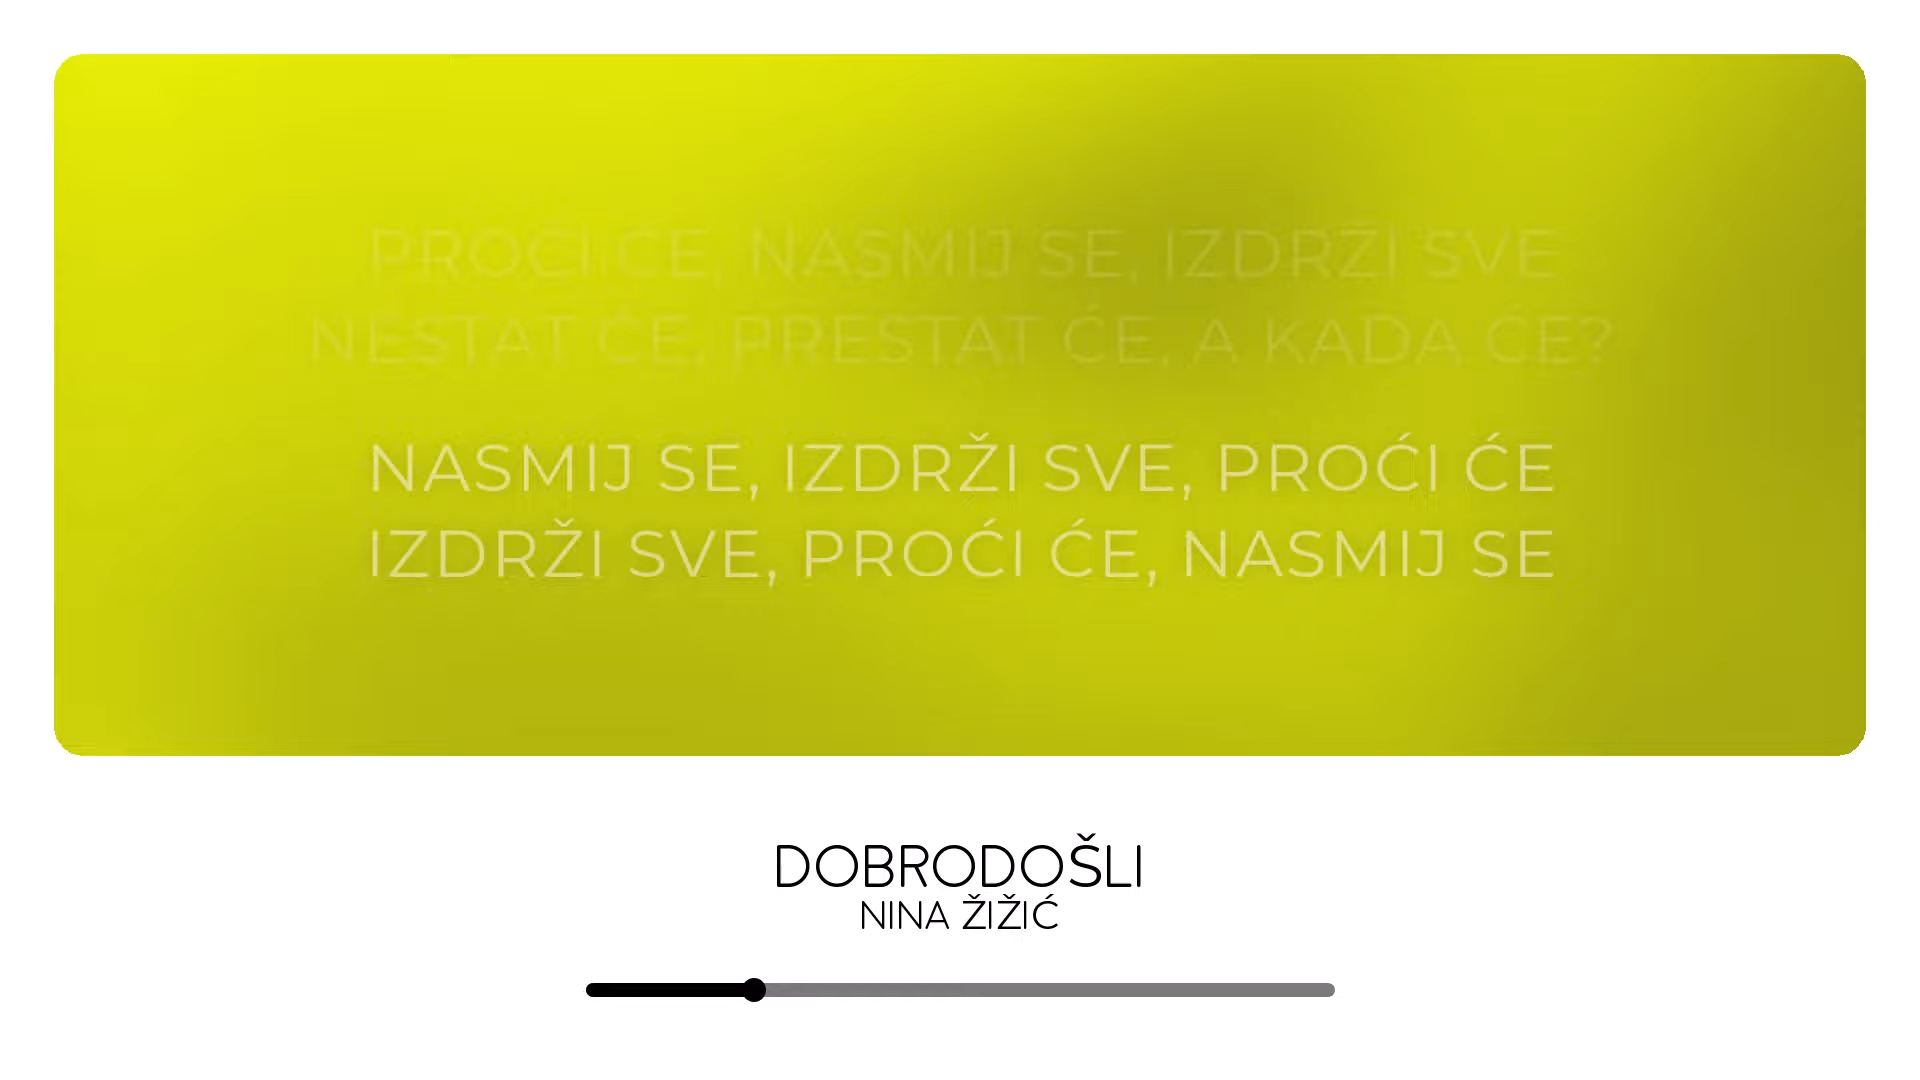 PROĆI ĆE, NASMIJ SE, IZDRŽI SVE
NESTAT ĆE, PRESTAT ĆE, A KADA ĆE?
NASMIJ SE, IZDRŽI SVE, PROĆI ĆE
IZDRŽI SVE, PROĆI ĆE, NASMIJ SE
DOBRODOŠLI
NINA ŽIŽIĆ